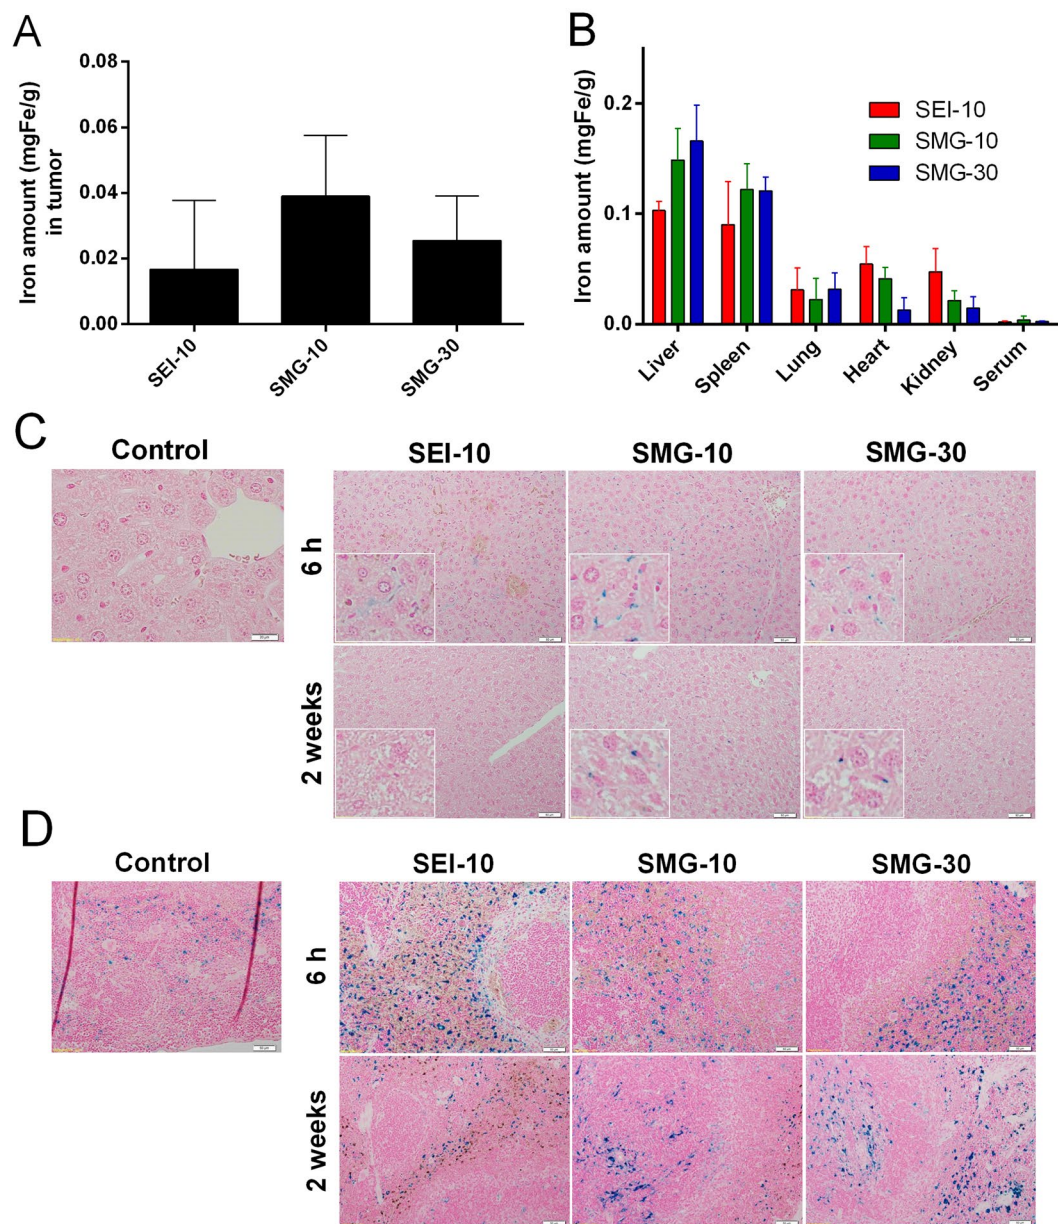 A
Iron amount (mgFe/g)
in tumor
0.08
0.06
0.04
0.02
0.00
SEI-10
SMG-10
SMG-30
B
Iron amount (mgFe/g)
0.2
0.1
0.0
SEI-10
SMG-10
SMG-30
Liver
Spleen
Lung
Heart
Kidney
Serum
C
Control
SEI-10
SMG-10
SMG-30
6 h
2 weeks
D
Control
SEI-10
SMG-10
SMG-30
6 h
2 weeks